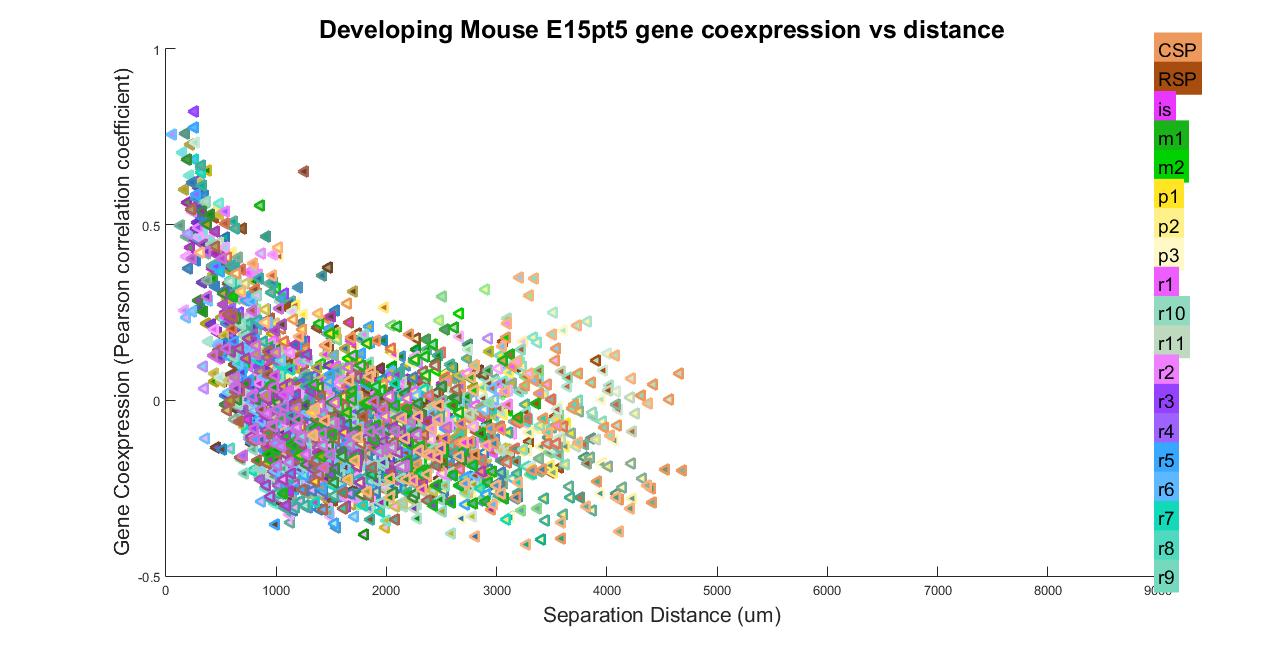 Developing Mouse E15pt5 gene coexpression vs distance
Gene Coexpression (Pearson correlation coefficient)
1
0.5
0
-0.5
0 1000 2000 3000 4000 5000 6000 7000 8000
Separation Distance (um)
CSP
RSP
is
m1
m2
p1
p2
p3
r1
r10
r11
r2
r3
r4
r5
r6
r7
r8
r9